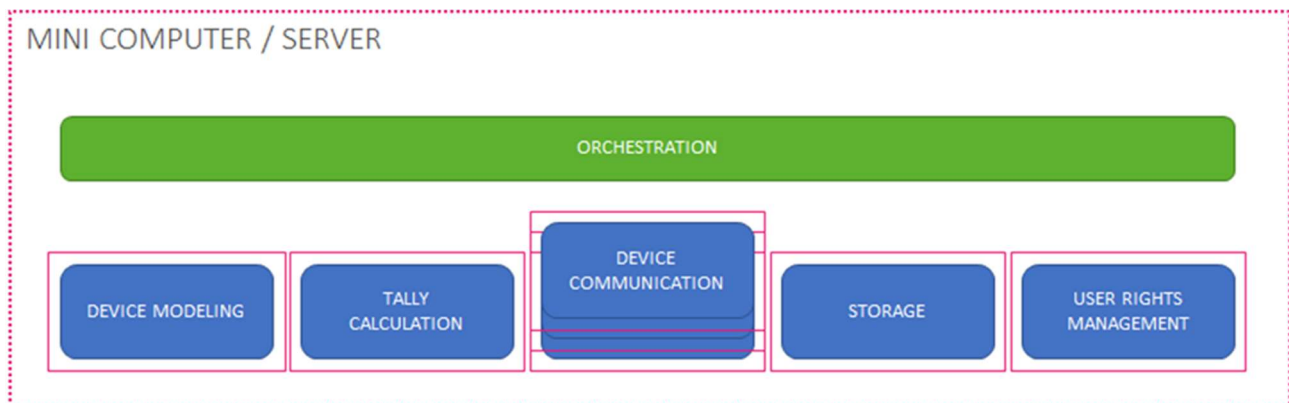 MINI COMPUTER / SERVER
ORCHESTRATION
DEVICE MODELING
TALLY
CALCULATION
DEVICE
COMMUNICATION
STORAGE
USER RIGHTS
MANAGEMENT